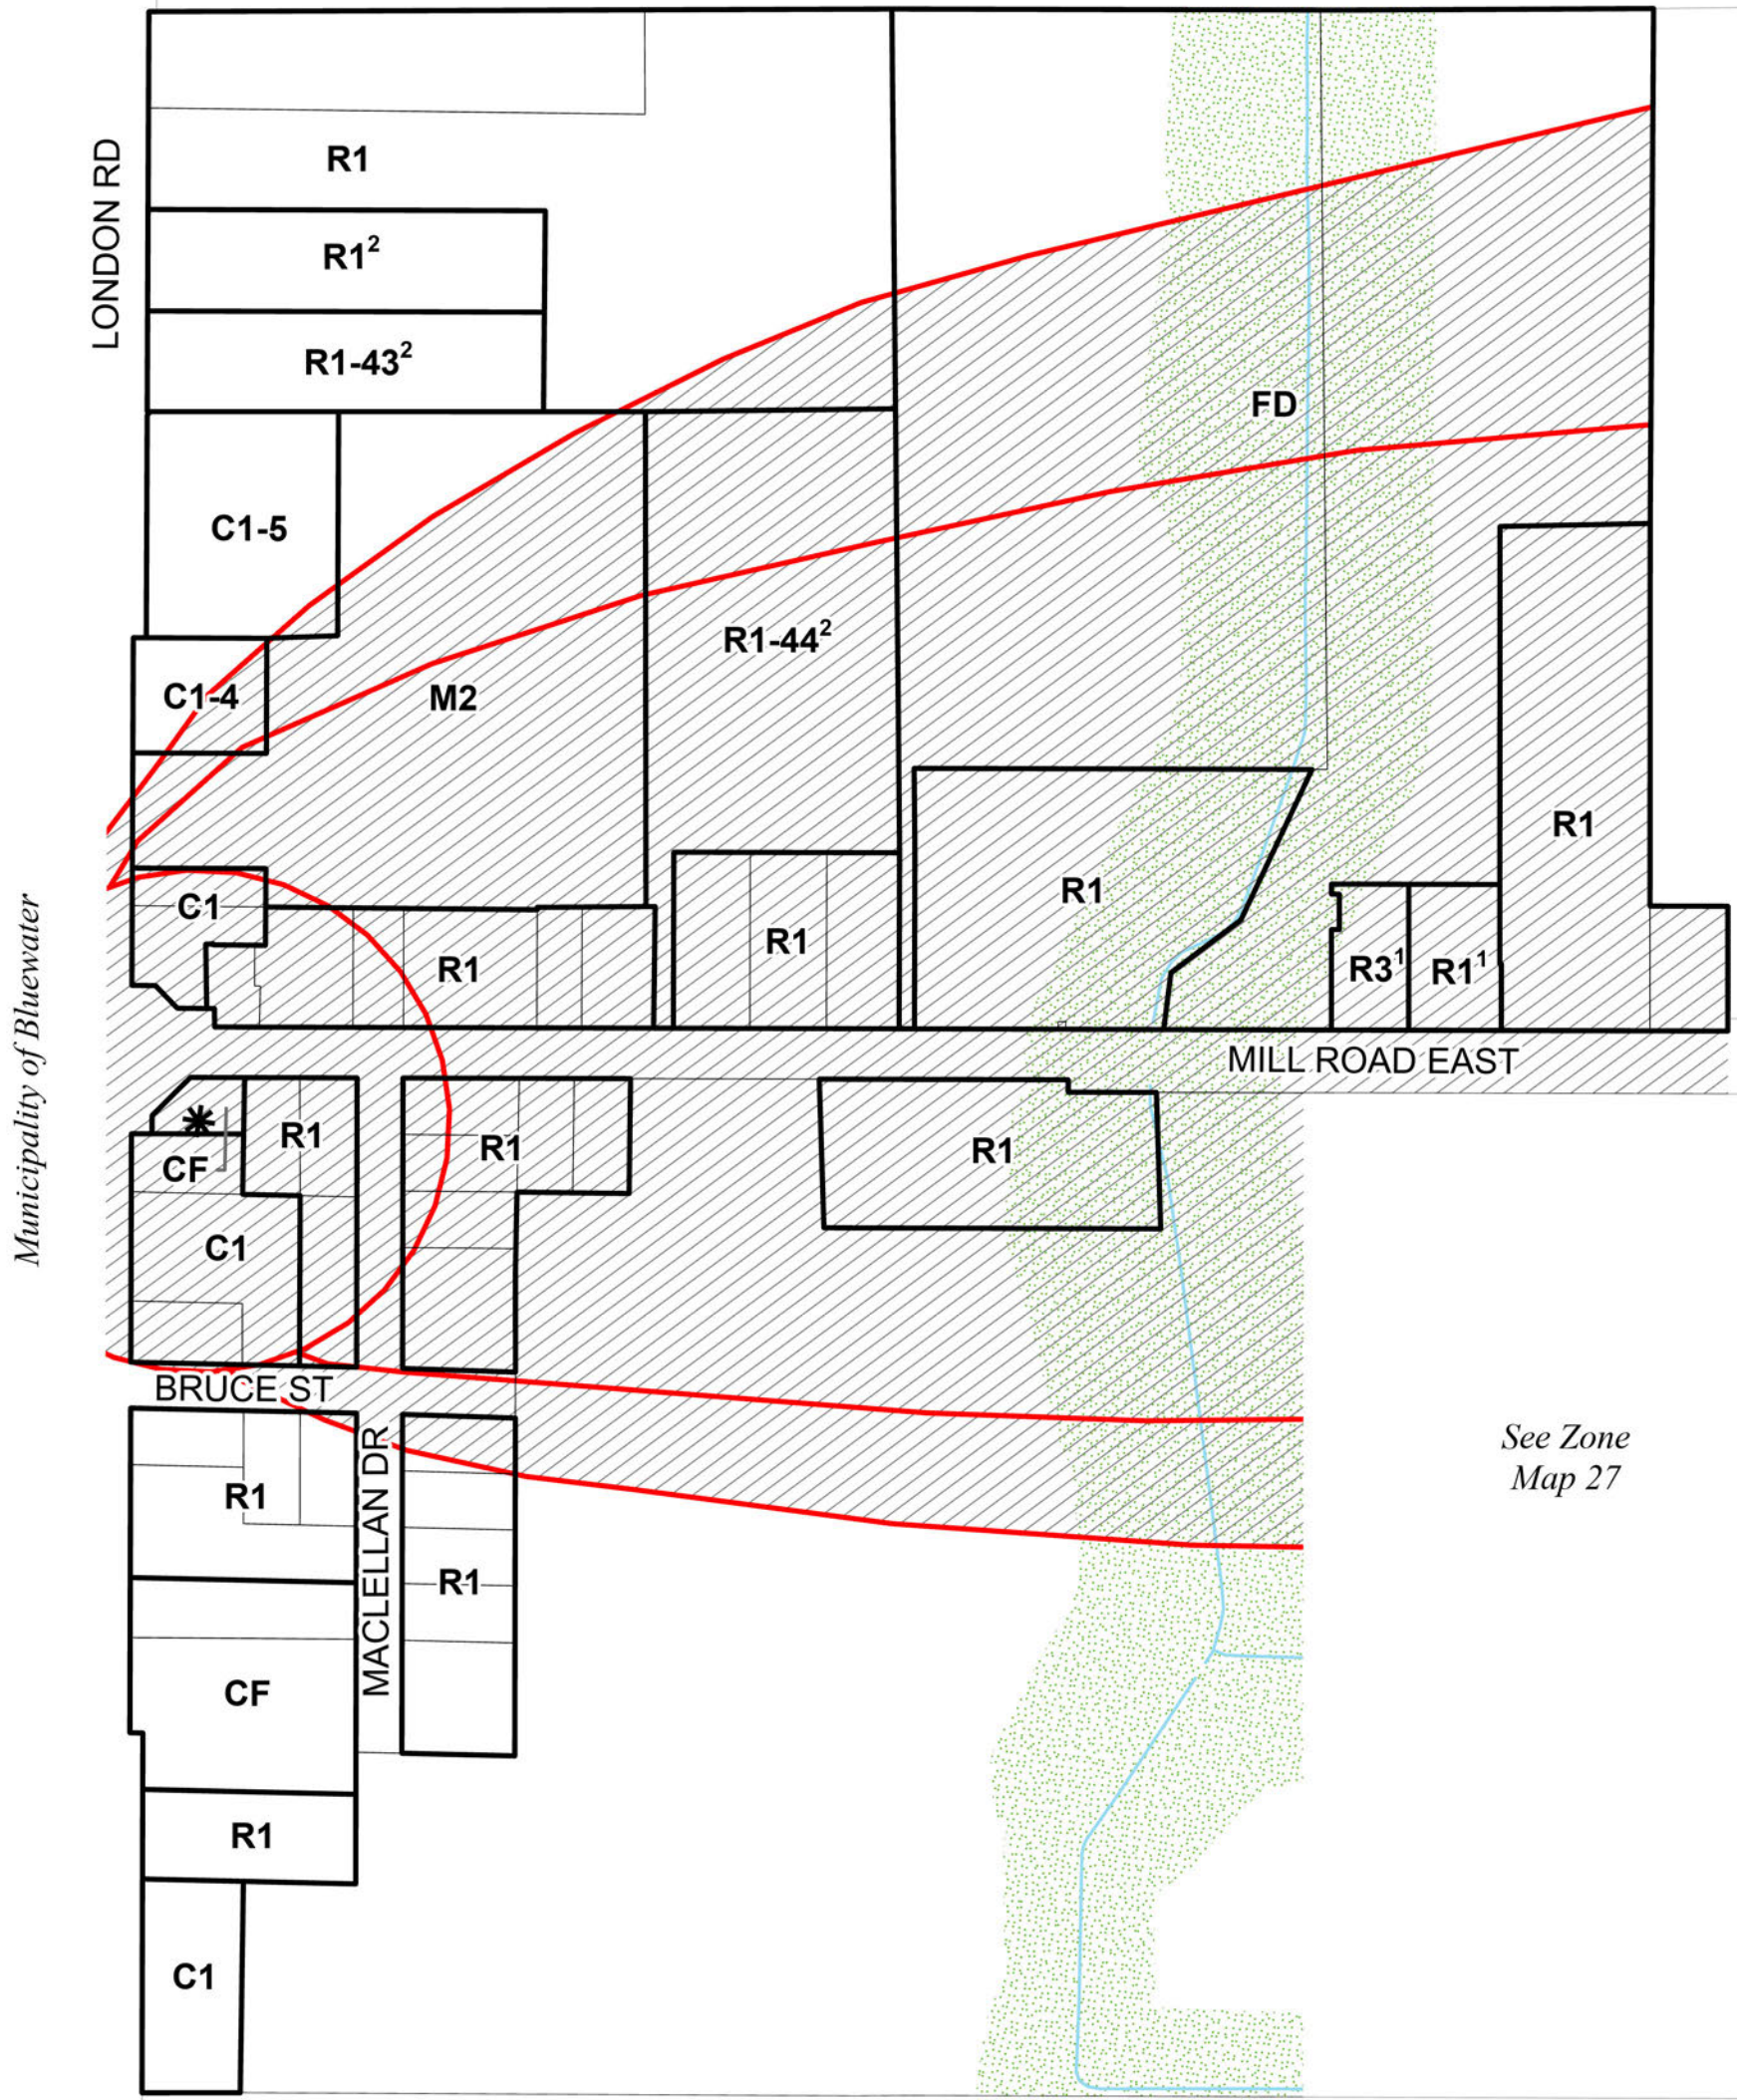 LONDON RD
R1
R1²
R1-43²
FD
C1-5
R1-44²
C1-4
M2
R1
R1
C1
R1
R1
R3¹
R1¹
Municipality of Bluewater
MILL ROAD EAST
R1
R1
R1
CF
C1
BRUCE ST
See Zone
Map 27
R1
MACLELLAN DR
R1
CF
R1
C1